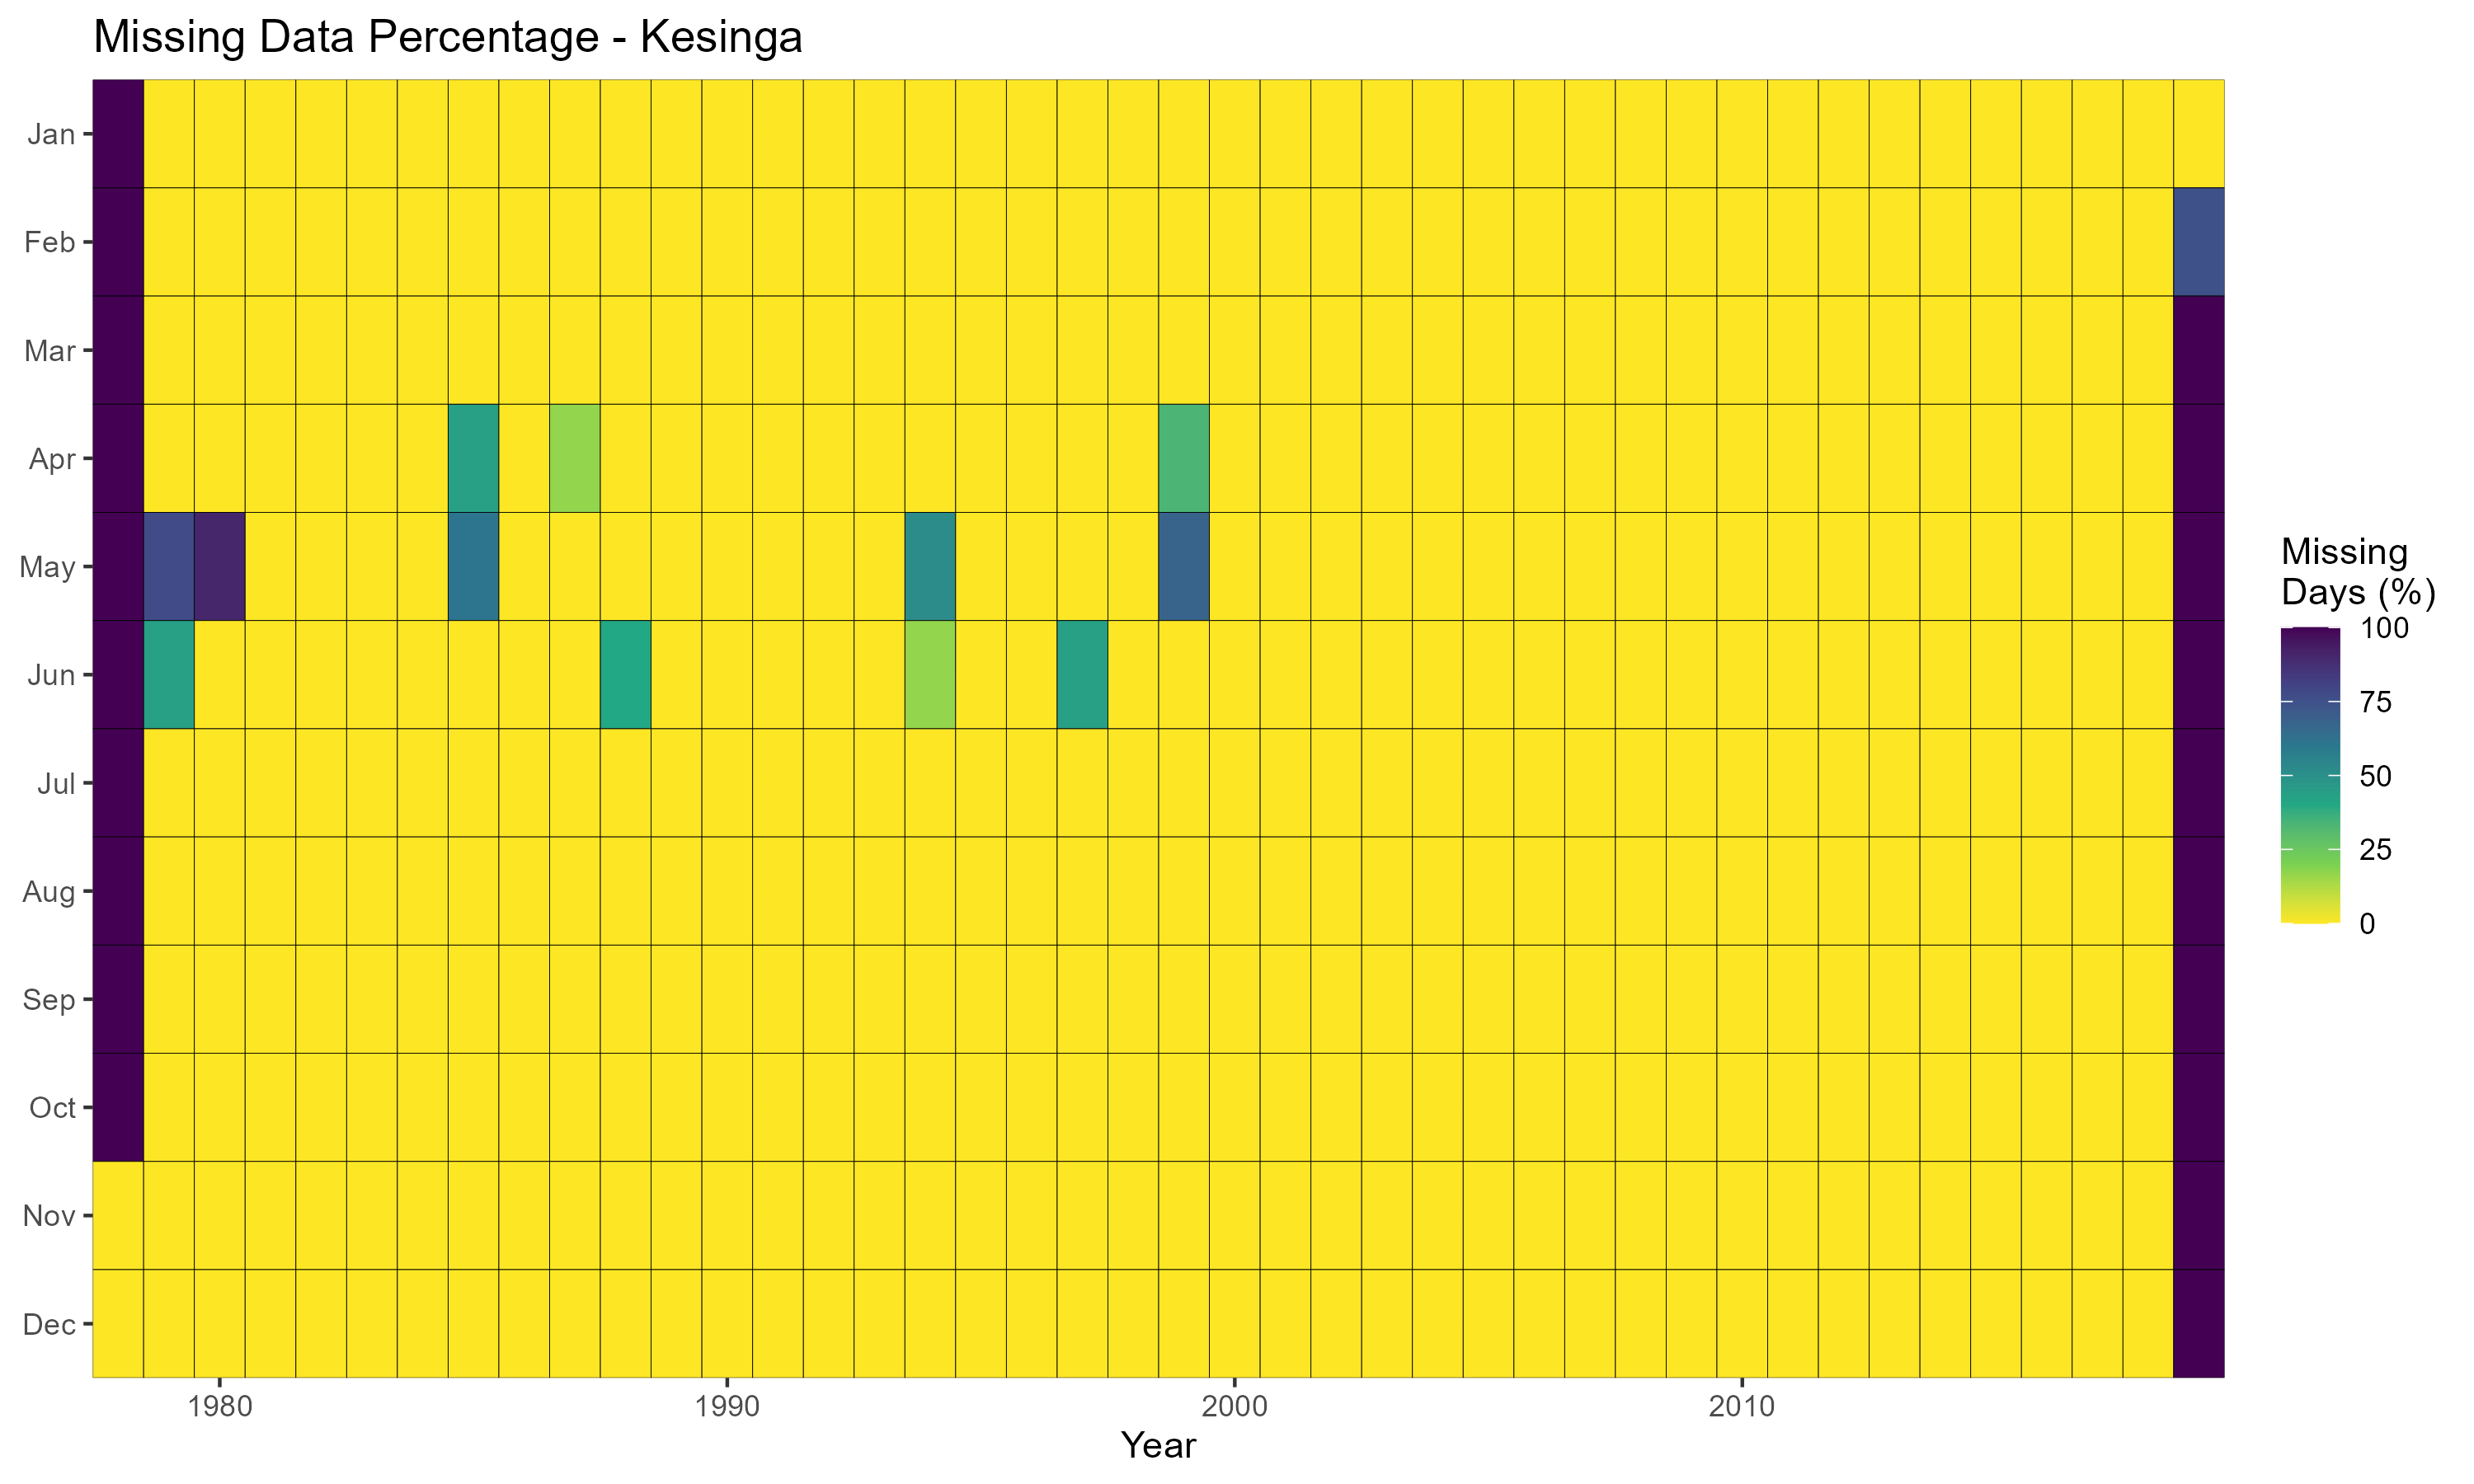 Missing Data Percentage - Kesinga
Jan
Feb
Mar
Apr
May
Jun
Jul
Aug
Sep
Oct
Nov
Dec
1980
1990
2000
2010
Year
Missing
Days (%)
100
75
50
25
0